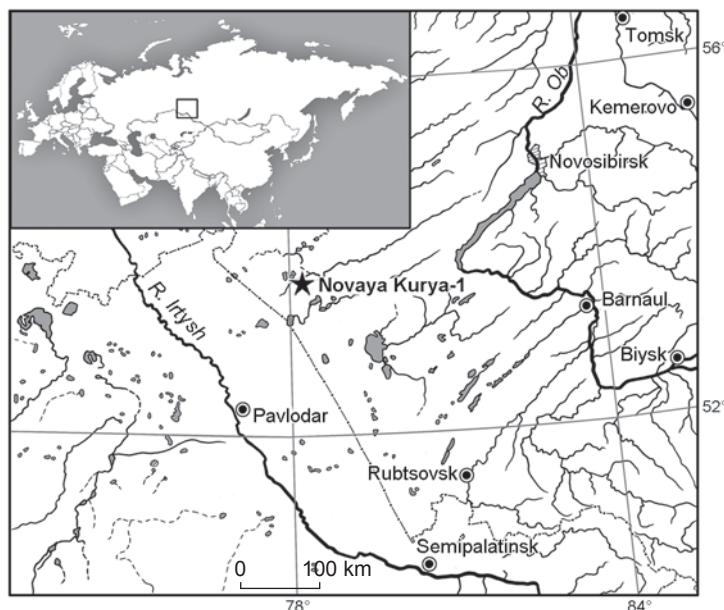 Tomsk
56°
R. Ob
Kemerovo
Novosibirsk
Novaya Kurya-1
R. Irtysh
Barnaul
Biysk
Pavlodar
52°
Rubtsovsk
Semipalatinsk
0 100 km
78° 84°